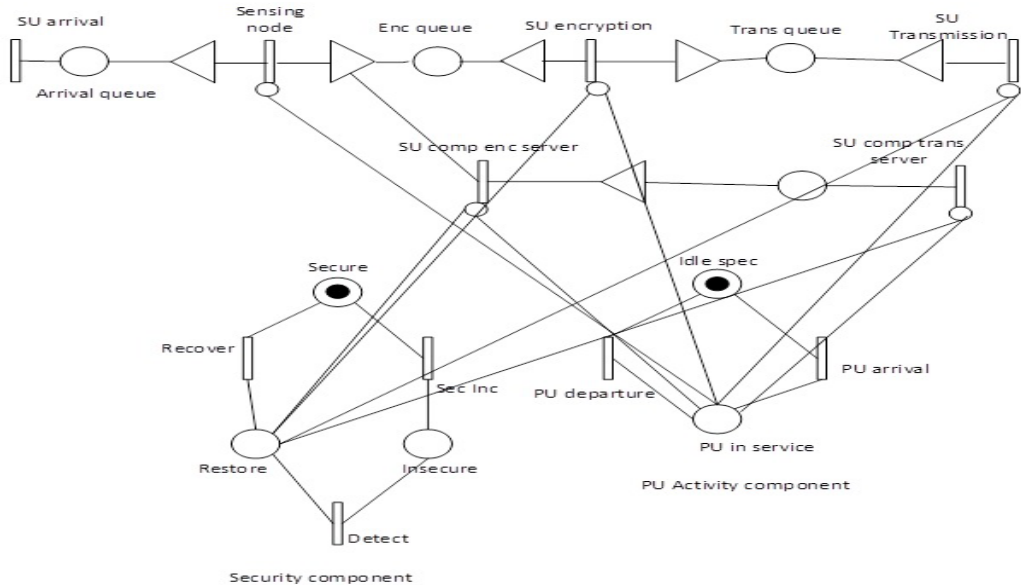 SU arrival
Sensing
node
Enc queue
SU encryption
Trans queue
SU
Transmission
Arrival queue
SU comp enc server
SU comp trans
server
Secure
Idle spec
Recover
Sec Inc
PU departure
PU arrival
Restore
Insecure
PU in service
PU Activity component
Detect
Security component